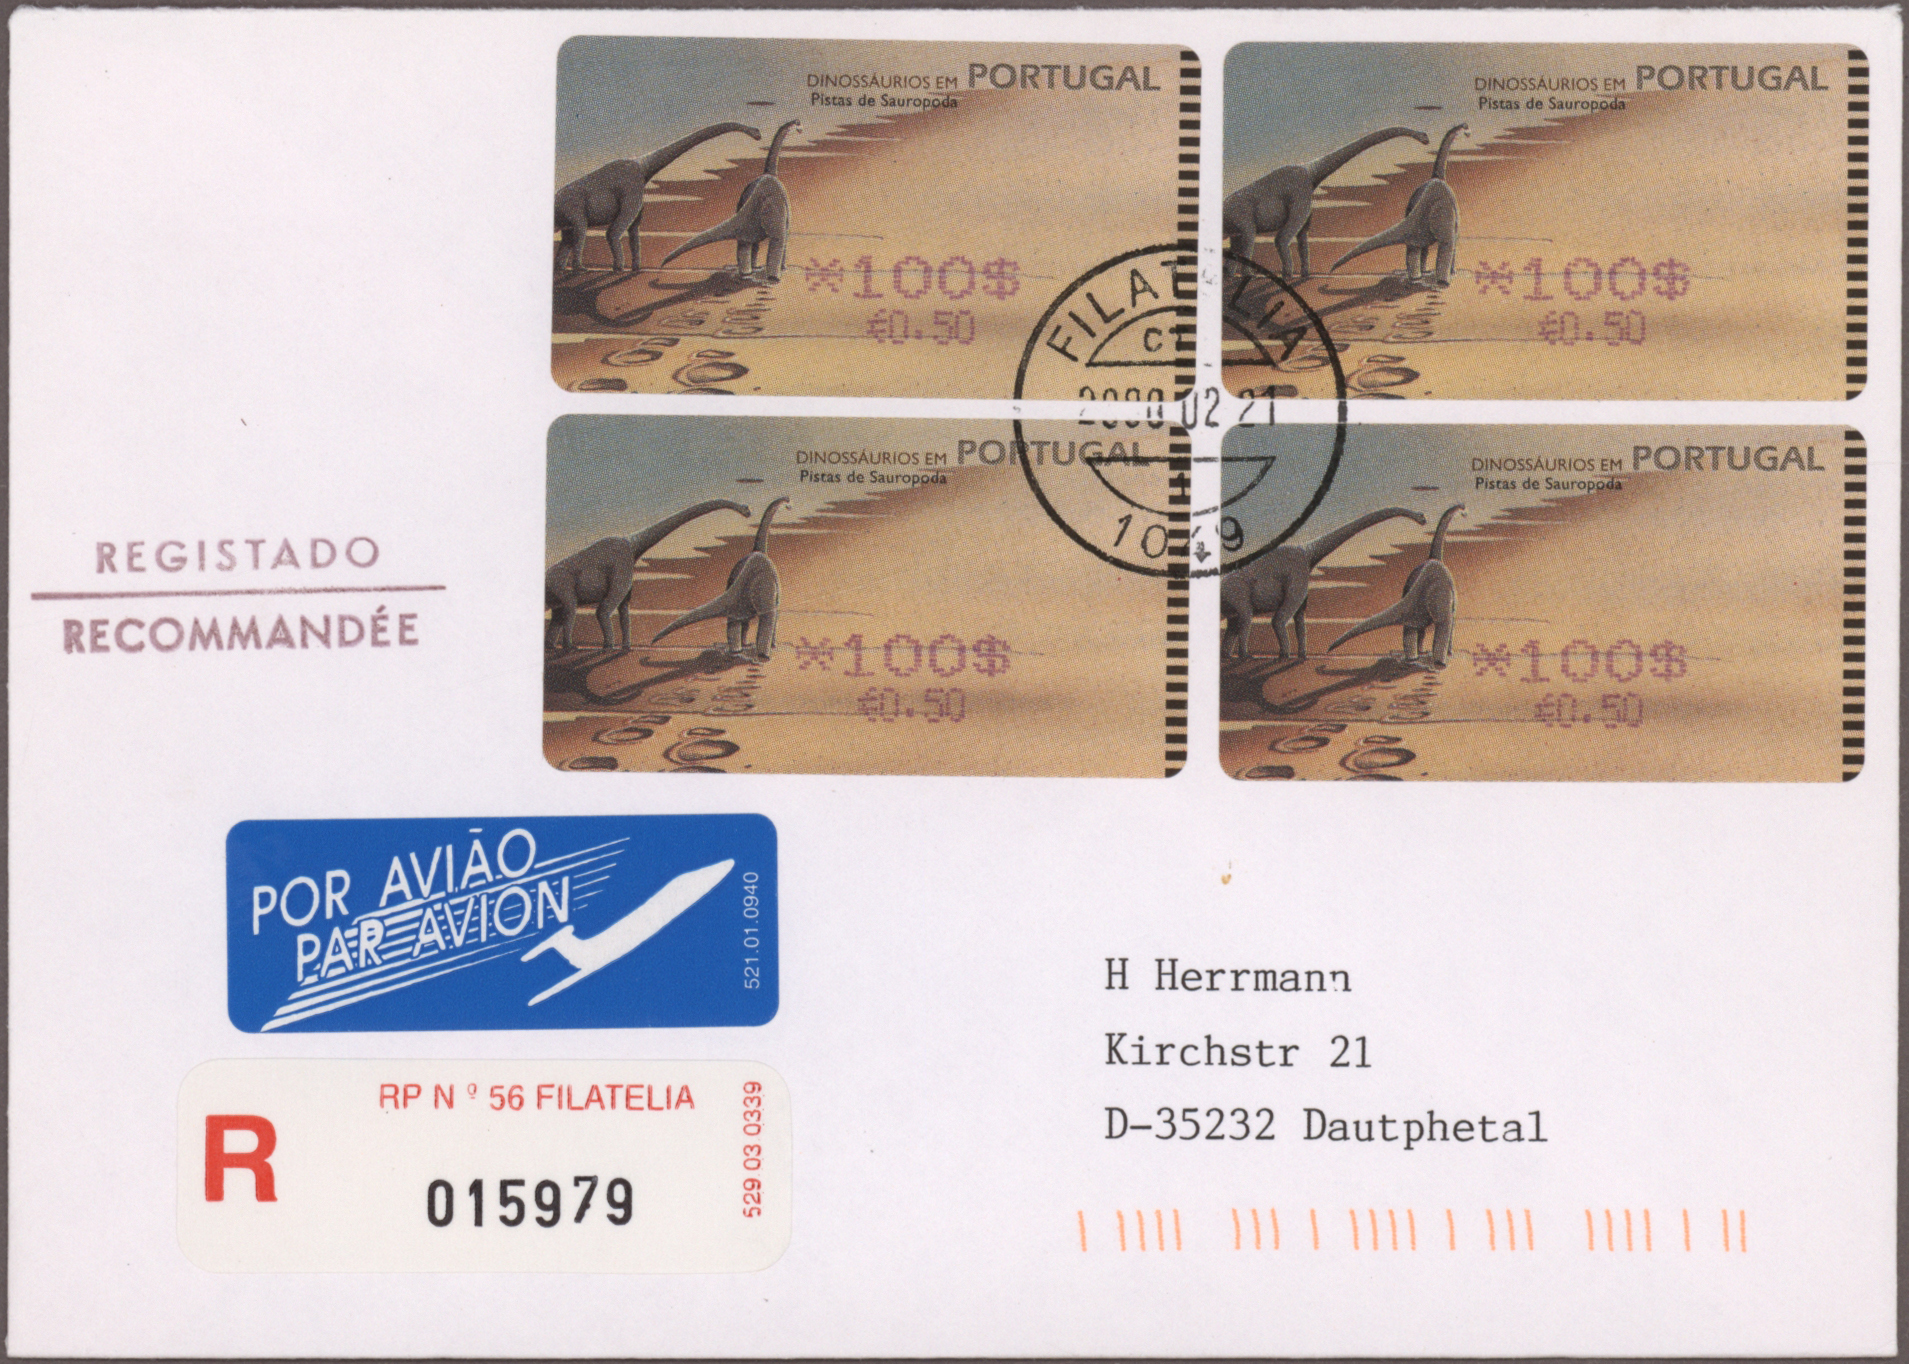 DINOSSÁURIOS EM PORTUGAL
Pistas de Sauropoda
*100$
€0.50
DINOSSÁURIOS EM PORTUGAL
Pistas de Sauropoda
*100$
€0.50
FILATELIA
2000 02 21
1
DINOSSÁURIOS EM PORTUGAL
Pistas de Sauropoda
*100$
€0.50
DINOSSÁURIOS EM PORTUGAL
Pistas de Sauropoda
*100$
€0.50
REGISTADO
RECOMMANDÉE
POR AVIÃO
PAR AVION
521.01.0940
H Herrmann
Kirchstr 21
D-35232 Dautphetal
RP Nº 56 FILATELIA
R
015979
529 03 0339